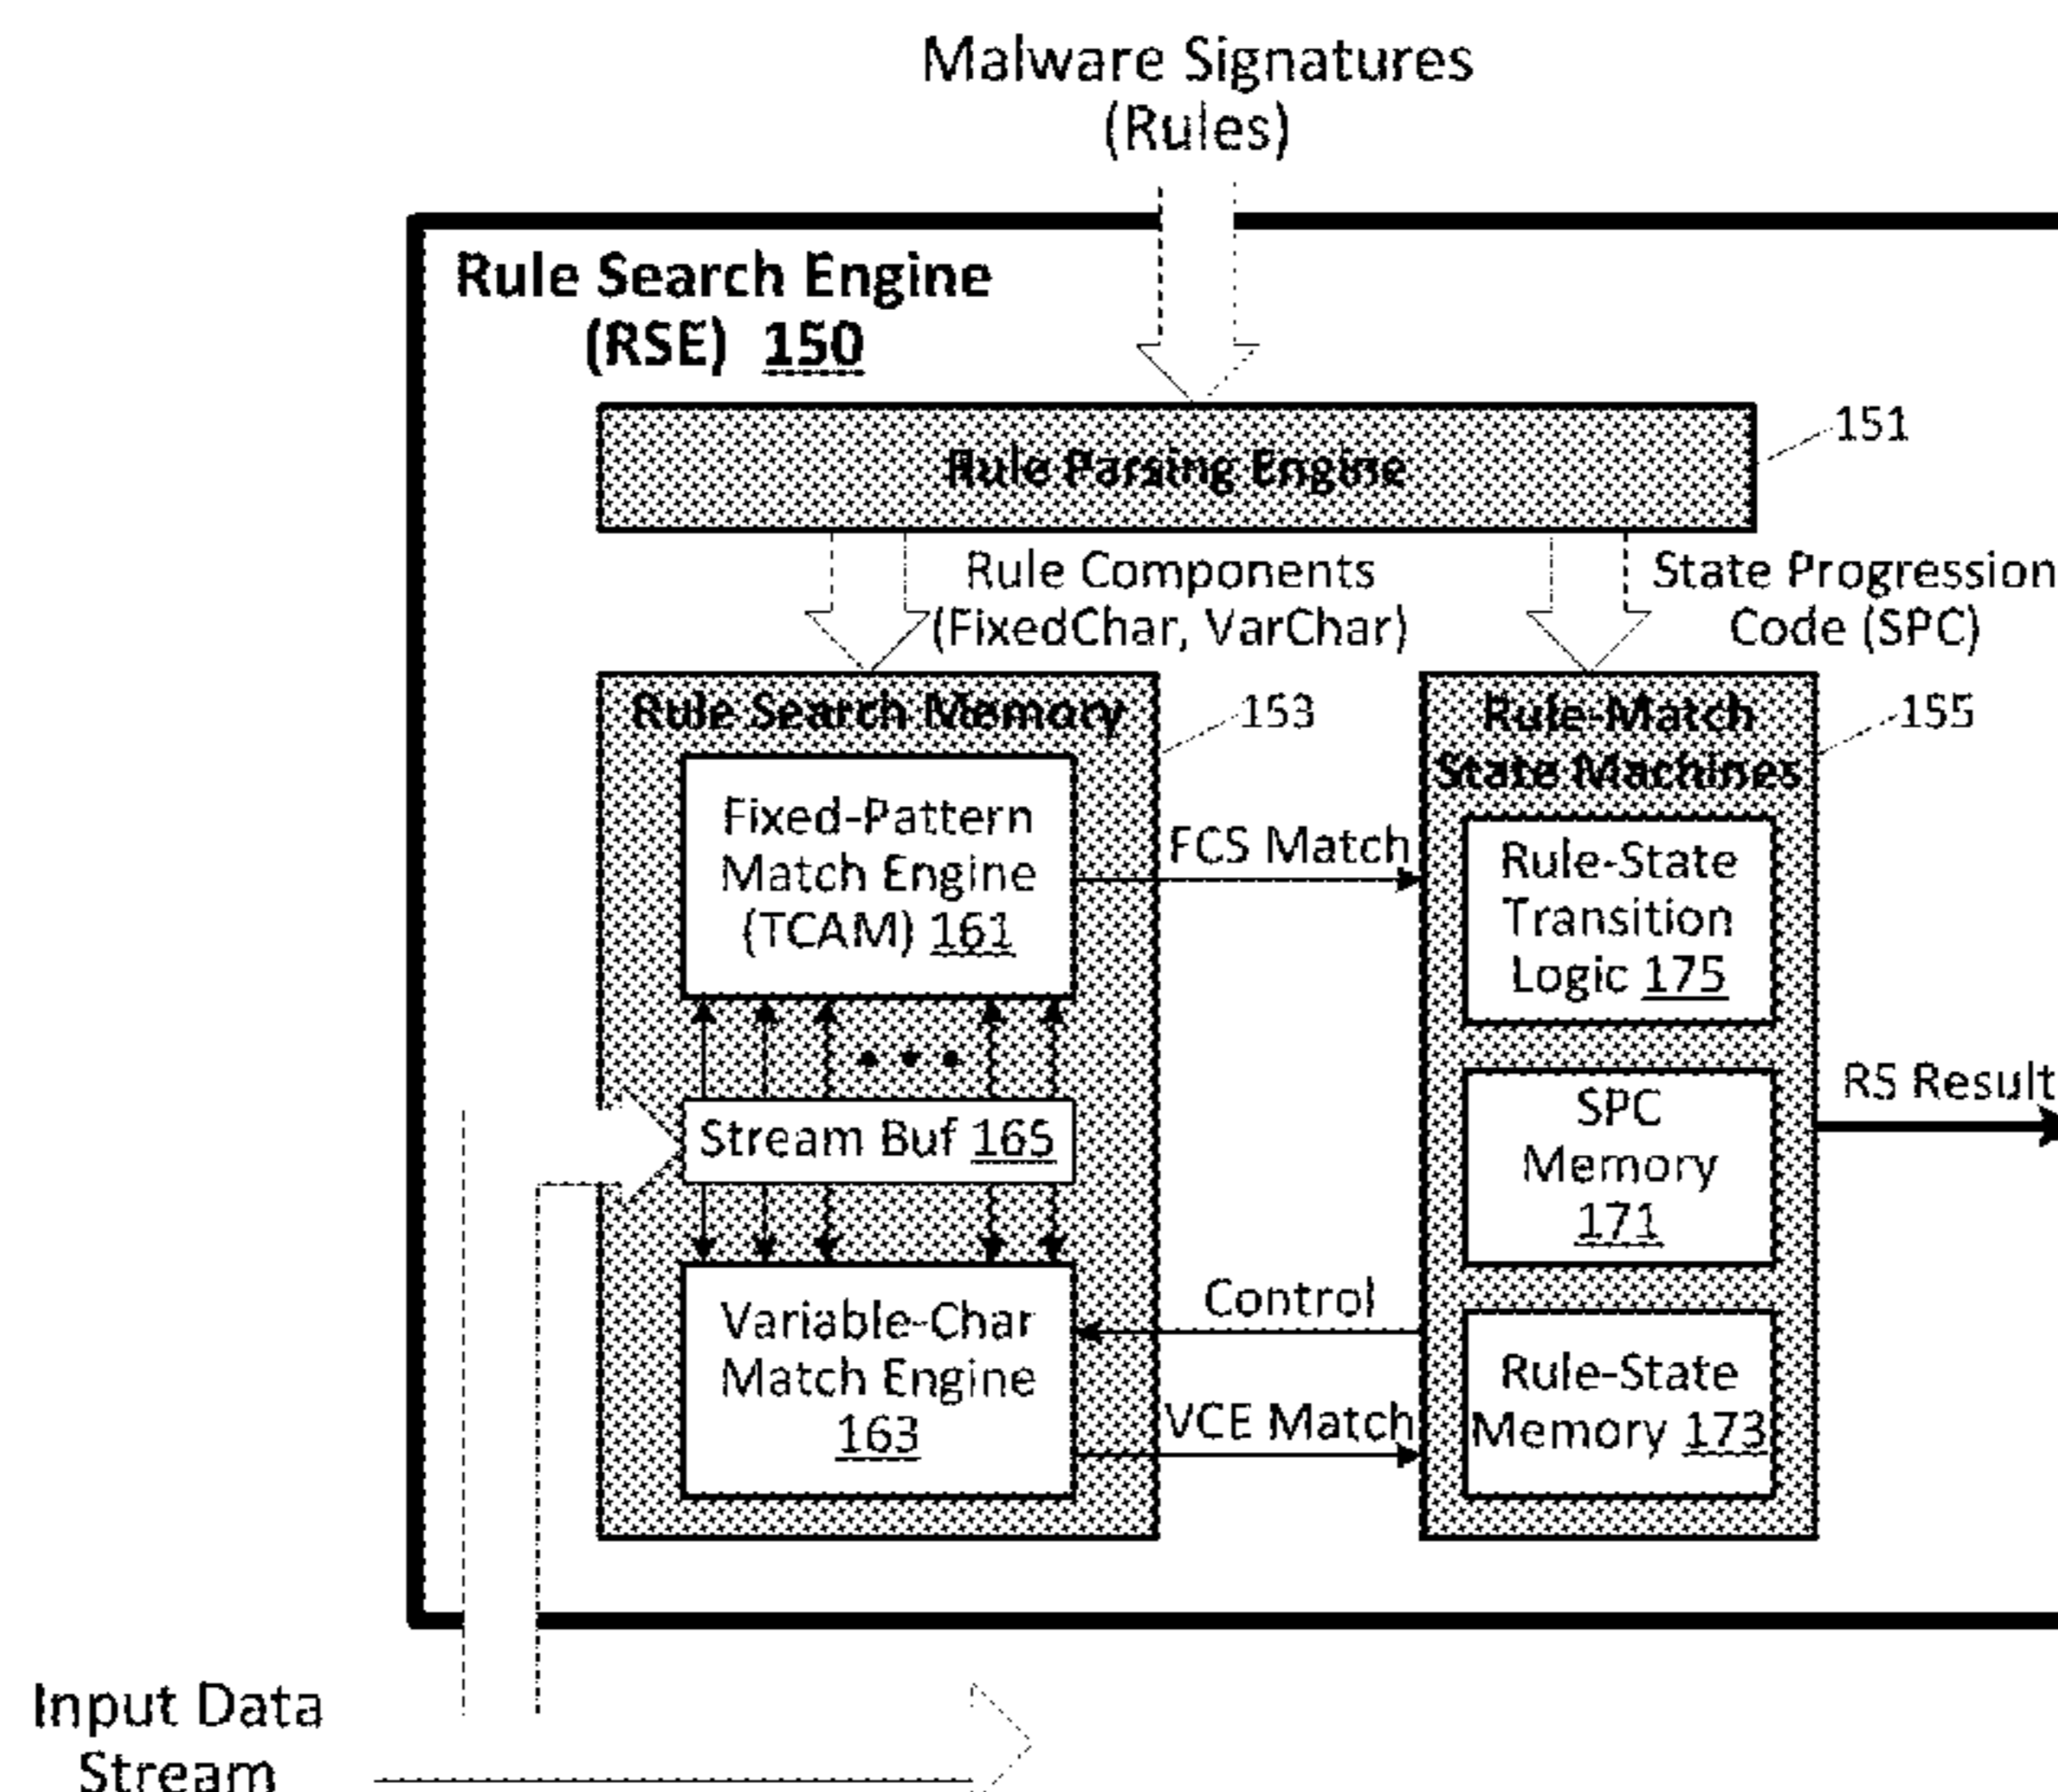 Malware Signatures
(Rules)
Rule Search Engine
(RSE) 150
151
Rule Parsing Engine
Rule Components
(FixedChar, VarChar)
State Progression
Code (SPC)
Rule Search Memory
153
Rule-Match
State Machines
155
Fixed-Pattern
Match Engine
(TCAM) 161
FCS Match
Rule-State
Transition
Logic 175
Stream Buf 165
SPC
Memory
171
RS Result
Control
Variable-Char
Match Engine
163
VCE Match
Rule-State
Memory 173
Input Data
Stream